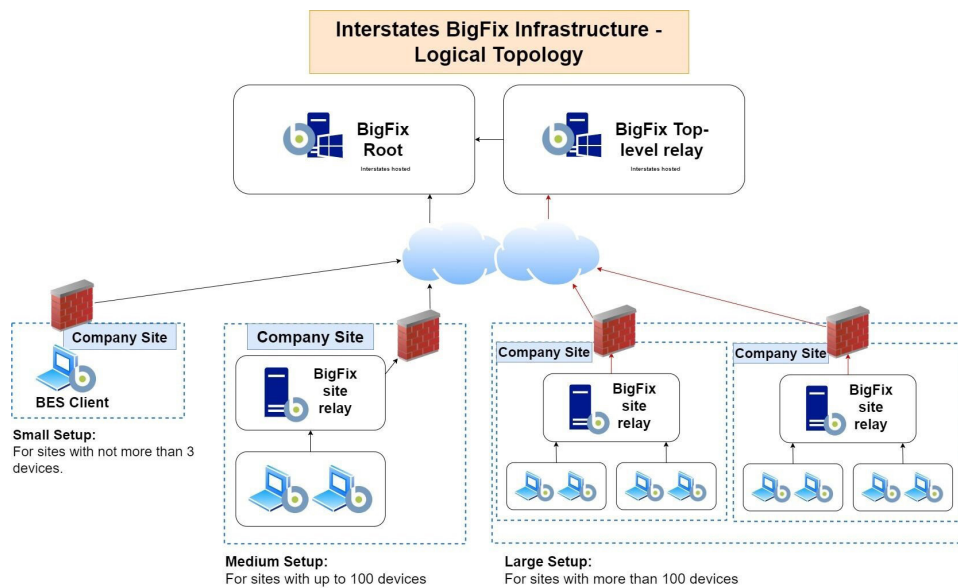 Interstates BigFix Infrastructure -
Logical Topology
BigFix
Root
Interstates hosted
BigFix Top-
level relay
Interstates hosted
Company Site
BES Client
Small Setup:
For sites with not more than 3
devices.
Company Site
BigFix
site
relay
Medium Setup:
For sites with up to 100 devices
Company Site
BigFix
site
relay
Company Site
BigFix
site
relay
Large Setup:
For sites with more than 100 devices